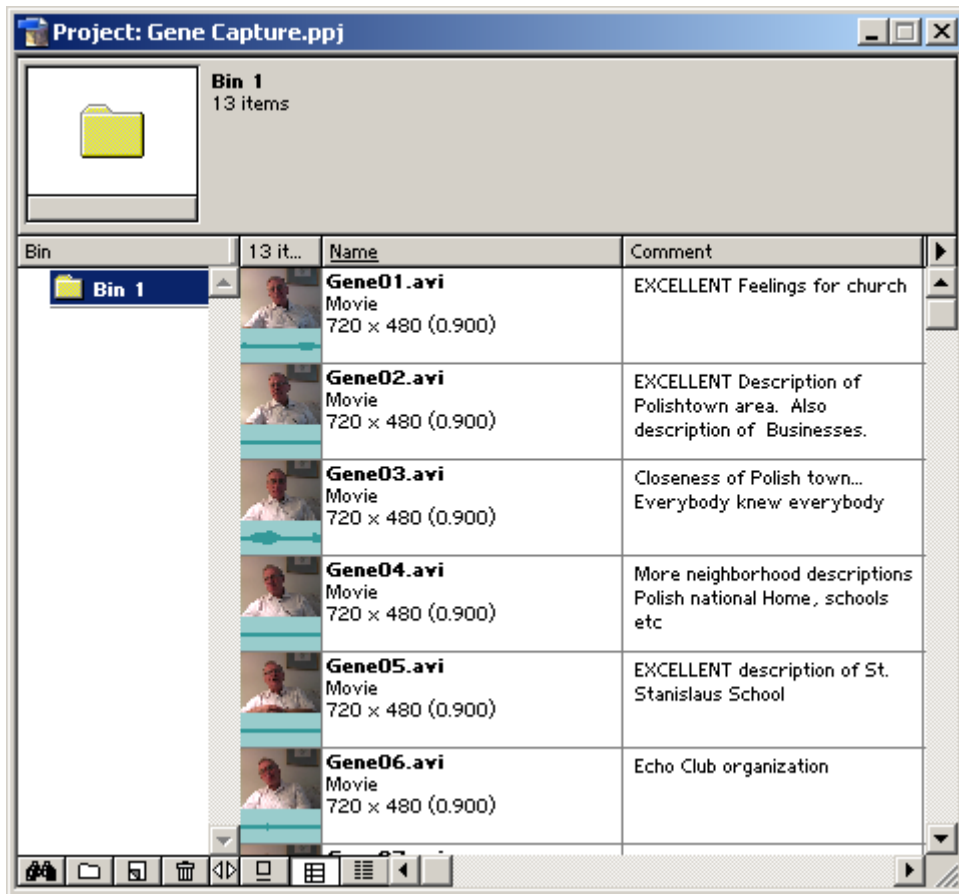 Project: Gene Capture.ppj
Bin 1
13 items
Bin
13 it...
Name
Comment
Bin 1
Gene01.avi
Movie
720 × 480 (0.900)
EXCELLENT Feelings for church
Gene02.avi
Movie
720 × 480 (0.900)
EXCELLENT Description of
Polishtown area. Also
description of Businesses.
Gene03.avi
Movie
720 × 480 (0.900)
Closeness of Polish town...
Everybody knew everybody
Gene04.avi
Movie
720 × 480 (0.900)
More neighborhood descriptions
Polish national Home, schools
etc
Gene05.avi
Movie
720 × 480 (0.900)
EXCELLENT description of St.
Stanislaus School
Gene06.avi
Movie
720 × 480 (0.900)
Echo Club organization